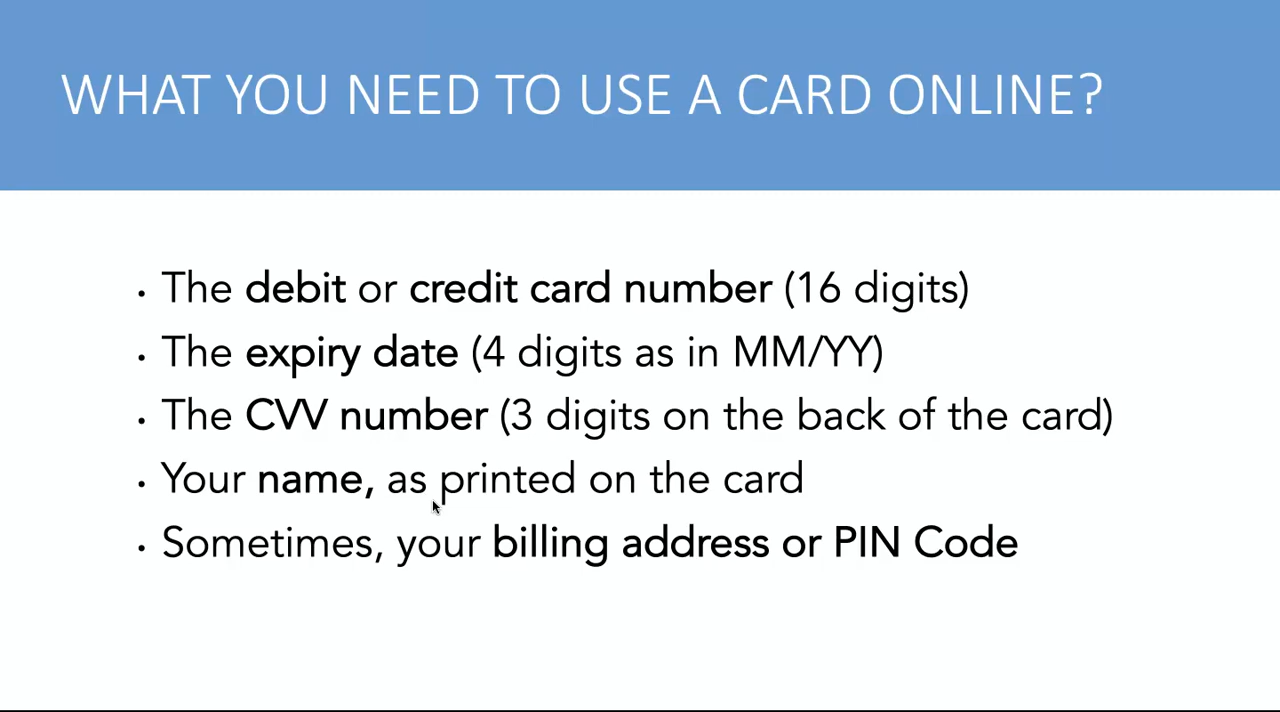 WHAT YOU NEED TO USE A CARD ONLINE?
• The debit or credit card number (16 digits)
• The expiry date (4 digits as in MM/YY)
• The CVV number (3 digits on the back of the card)
• Your name, as printed on the card
• Sometimes, your billing address or PIN Code